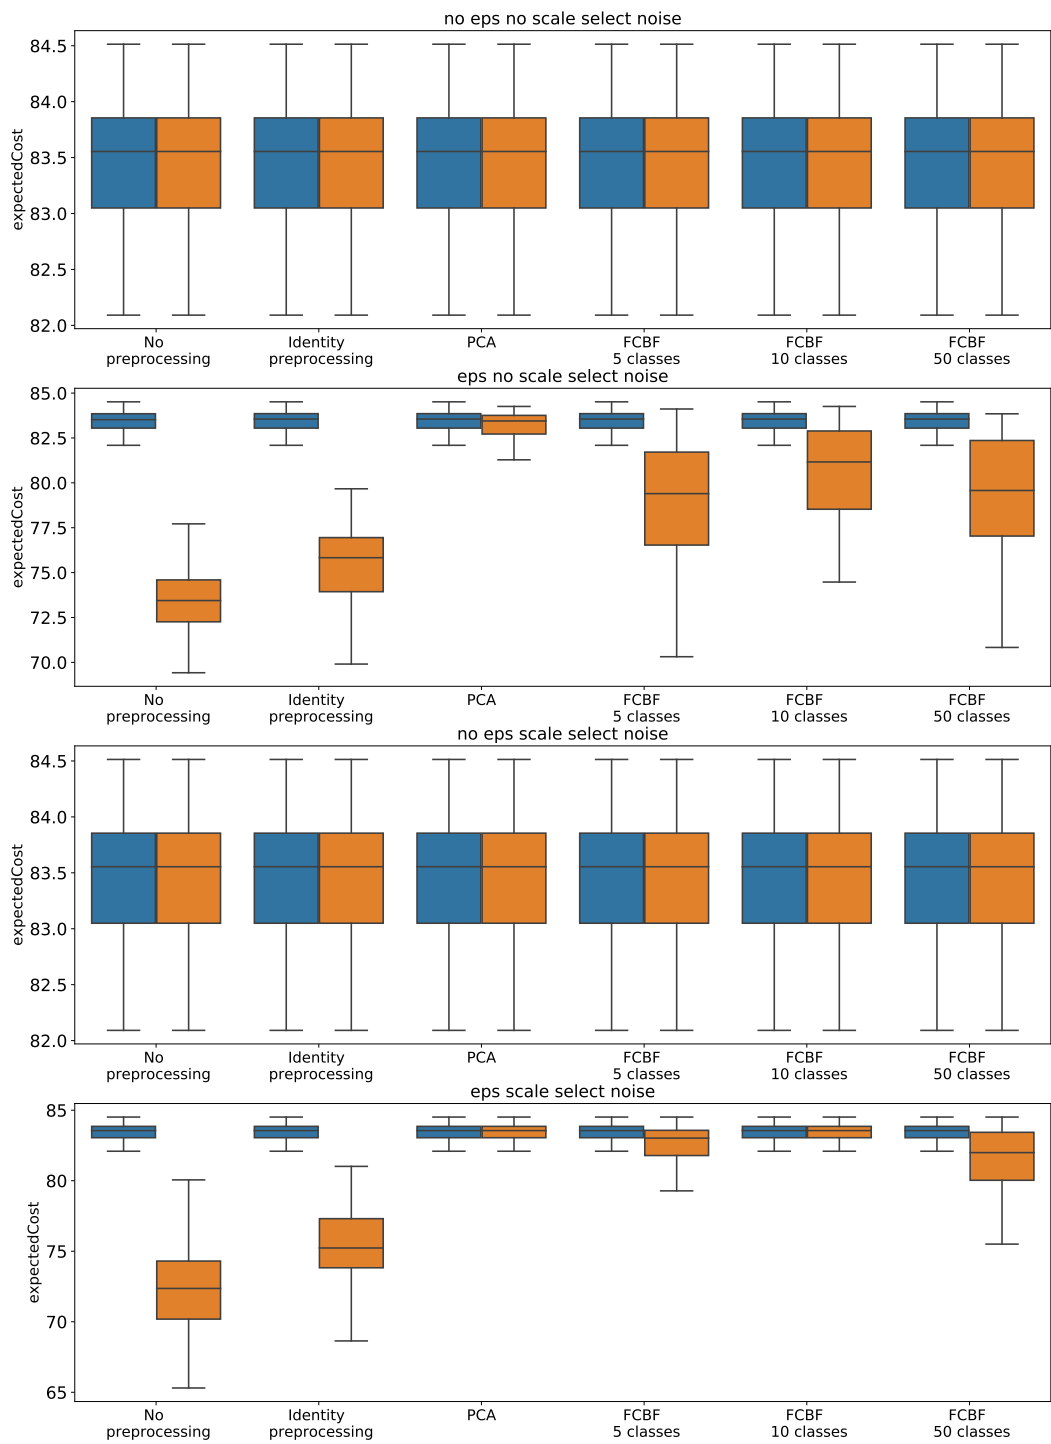 no eps no scale select noise
84.5
84.0
83.5
83.0
82.5
82.0
expectedCost
No preprocessing
Identity preprocessing
PCA
FCBF 5 classes
FCBF 10 classes
FCBF 50 classes
eps no scale select noise
85.0
82.5
80.0
77.5
75.0
72.5
70.0
expectedCost
No preprocessing
Identity preprocessing
PCA
FCBF 5 classes
FCBF 10 classes
FCBF 50 classes
no eps scale select noise
84.5
84.0
83.5
83.0
82.5
82.0
expectedCost
No preprocessing
Identity preprocessing
PCA
FCBF 5 classes
FCBF 10 classes
FCBF 50 classes
eps scale select noise
85
80
75
70
65
expectedCost
No preprocessing
Identity preprocessing
PCA
FCBF 5 classes
FCBF 10 classes
FCBF 50 classes